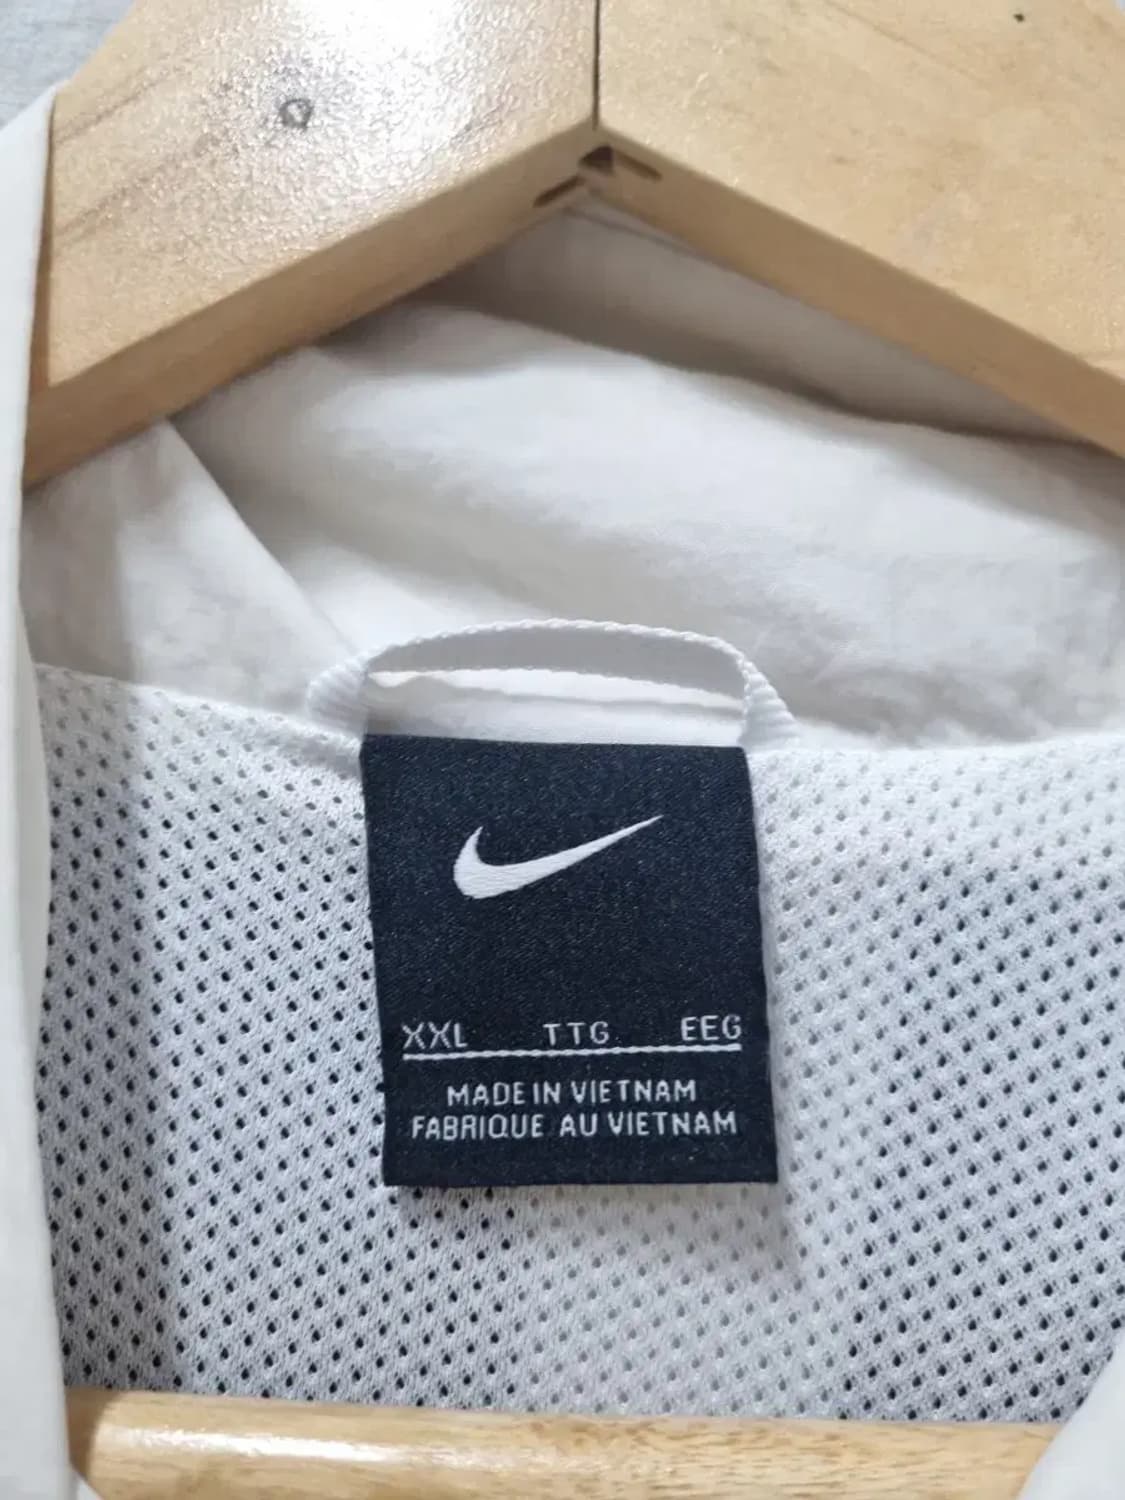 XXL TTG EEG
MADE IN VIETNAM
FABRIQUE AU VIETNAM